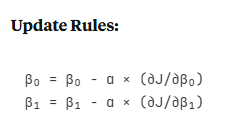 Update Rules:
β₀ = β₀ - α × (∂J/∂β₀)
β₁ = β₁ - α × (∂J/∂β₁)